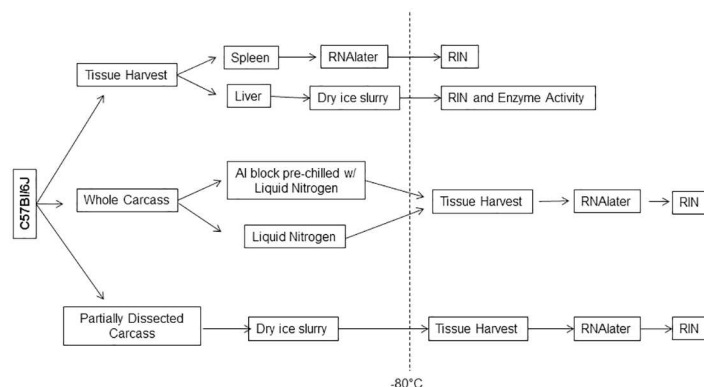 C57Bl/6J
Tissue Harvest
Spleen
RNAlater
RIN
Liver
Dry ice slurry
RIN and Enzyme Activity
Whole Carcass
Al block pre-chilled w/
Liquid Nitrogen
Liquid Nitrogen
Tissue Harvest
RNAlater
RIN
Partially Dissected
Carcass
Dry ice slurry
Tissue Harvest
RNAlater
RIN
-80°C